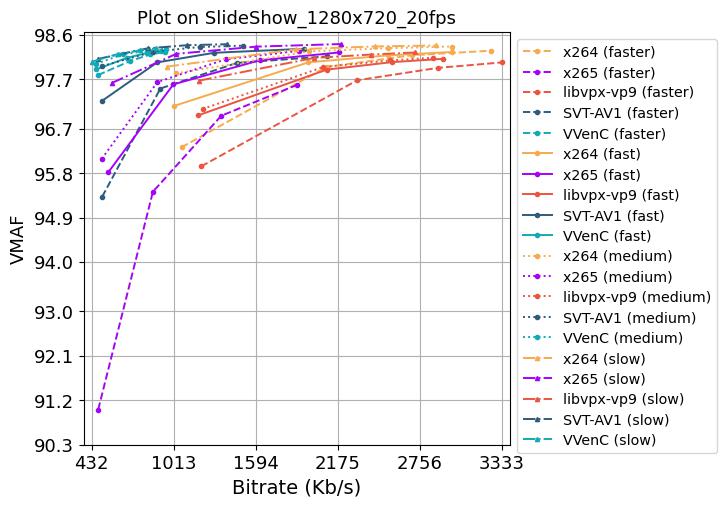 Plot on SlideShow_1280x720_20fps
98.6
97.7
96.7
95.8
94.9
94.0
93.0
92.1
91.2
90.3
VMAF
432 1013 1594 2175 2756 3333
Bitrate (Kb/s)
x264 (faster)
x265 (faster)
libvpx-vp9 (faster)
SVT-AV1 (faster)
VVenC (faster)
x264 (fast)
x265 (fast)
libvpx-vp9 (fast)
SVT-AV1 (fast)
VVenC (fast)
x264 (medium)
x265 (medium)
libvpx-vp9 (medium)
SVT-AV1 (medium)
VVenC (medium)
x264 (slow)
x265 (slow)
libvpx-vp9 (slow)
SVT-AV1 (slow)
VVenC (slow)